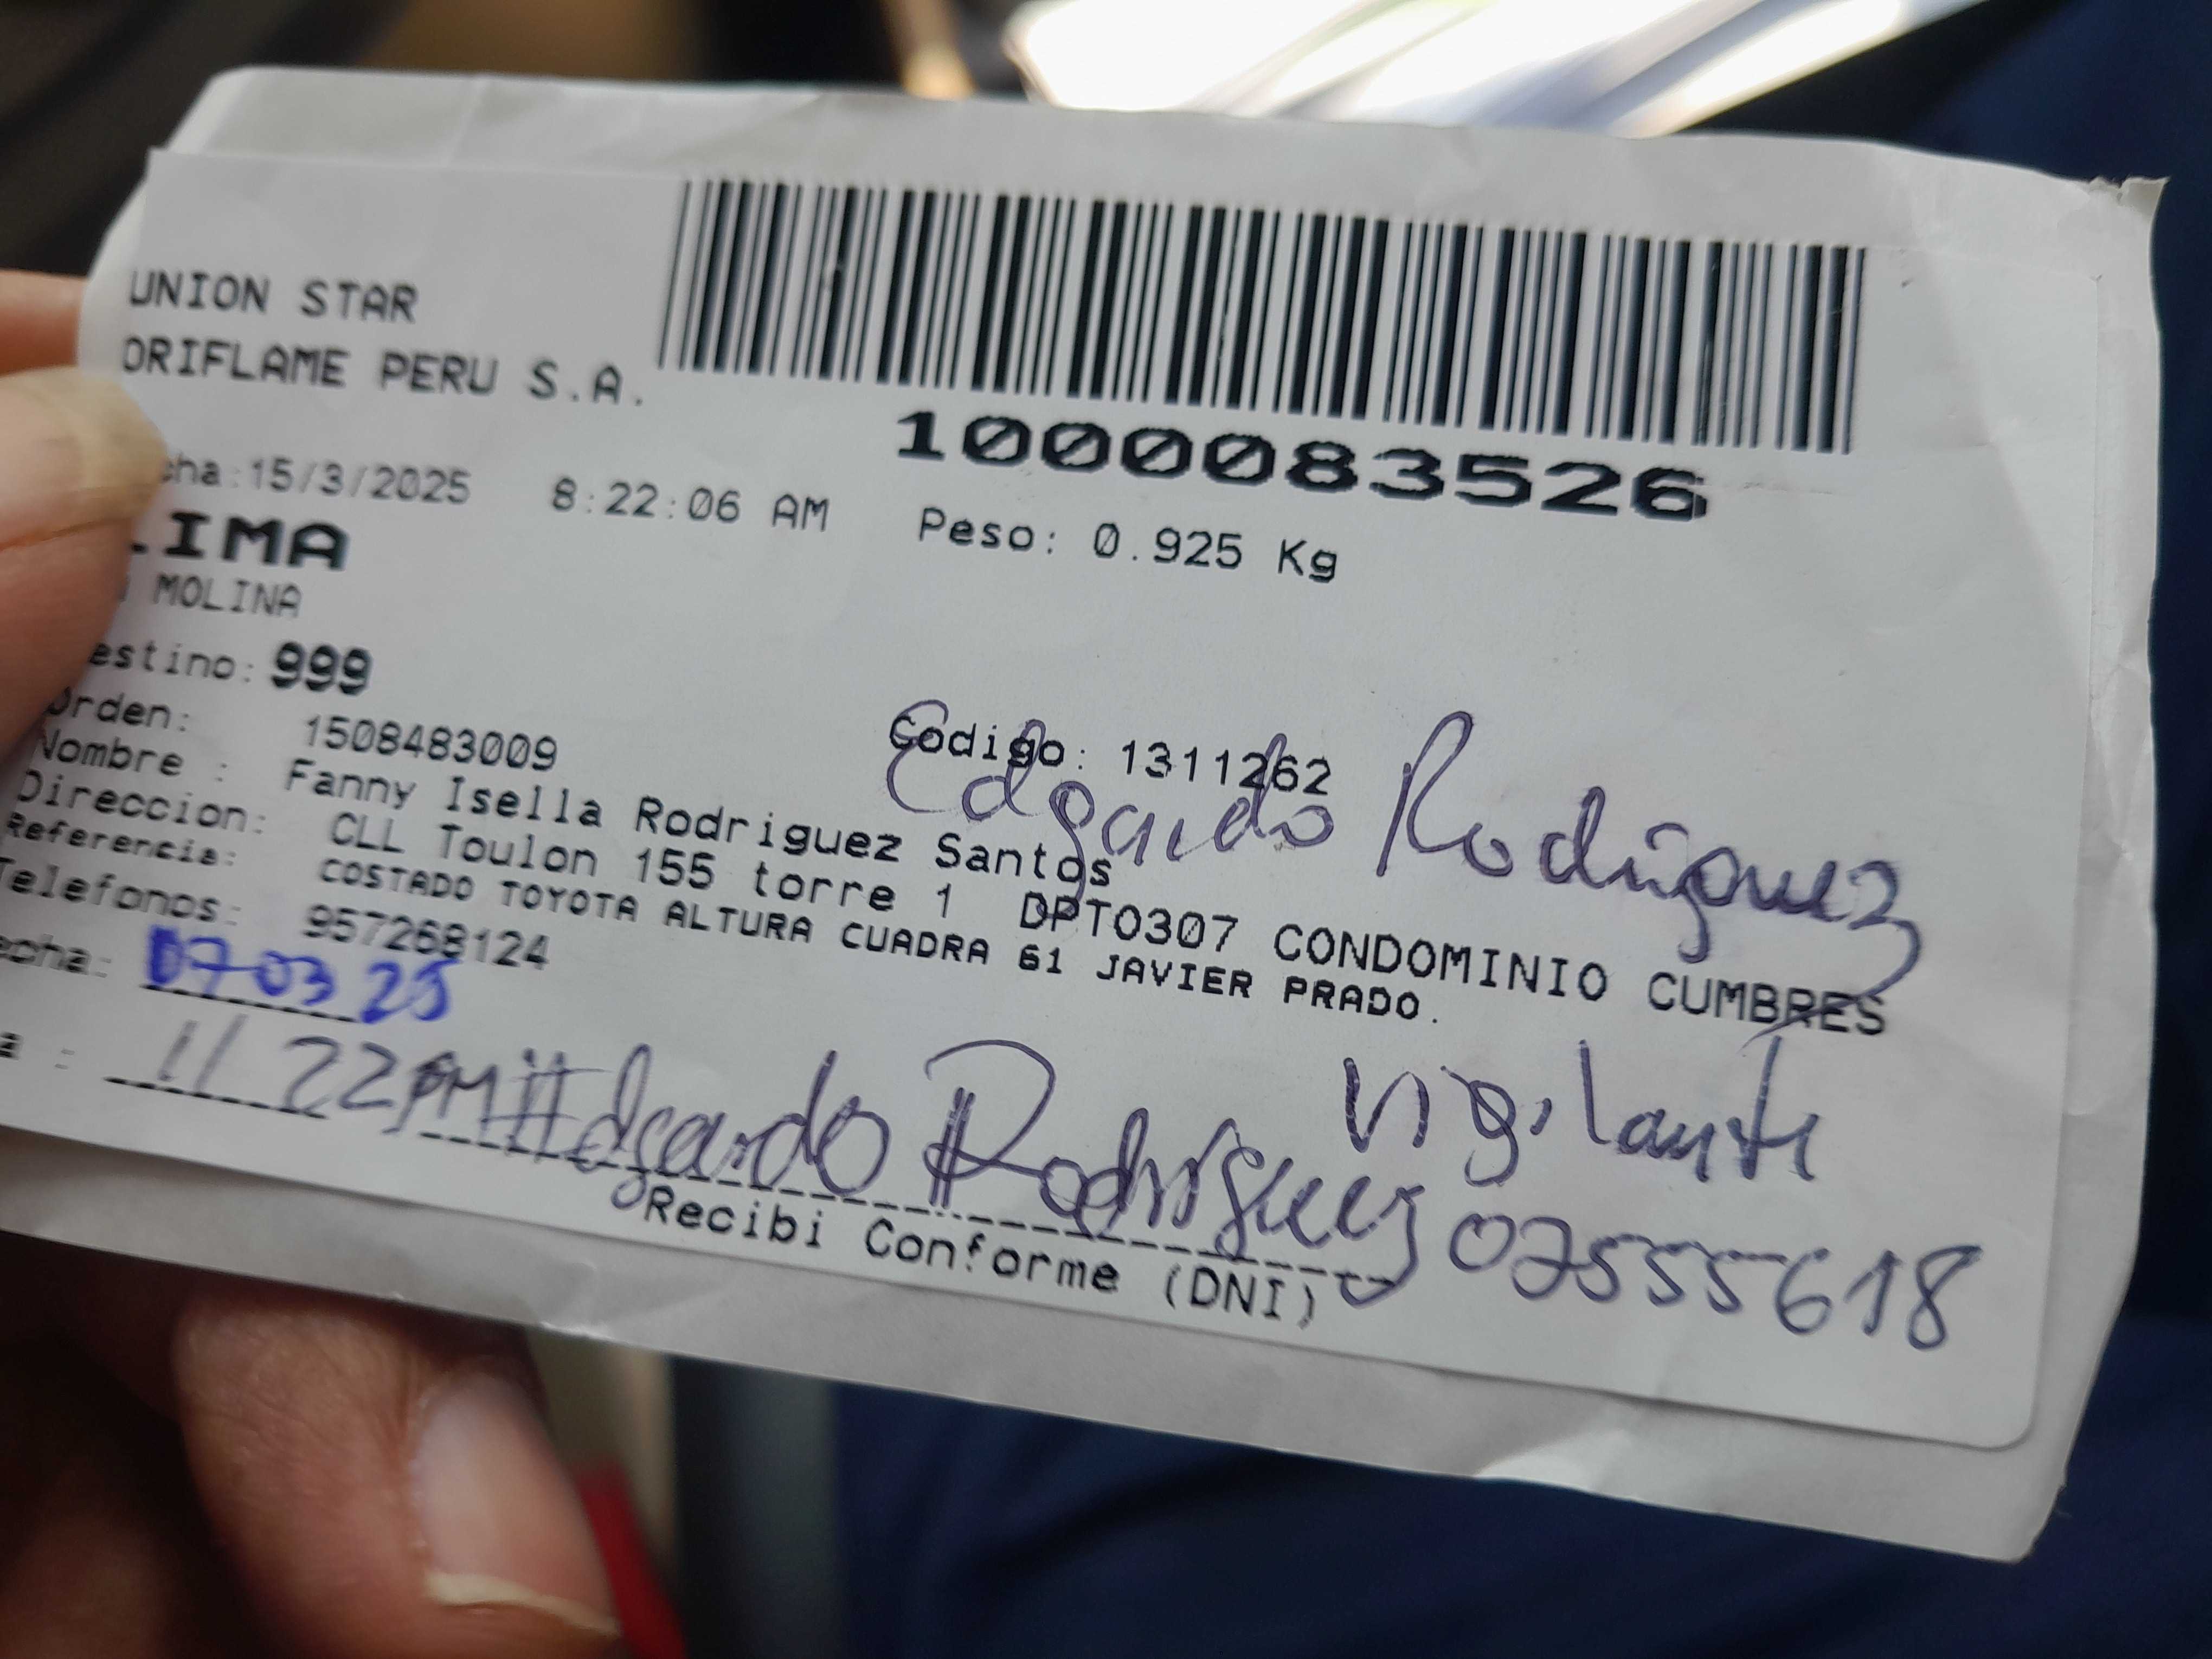 UNION STAR
ORIFLAME PERU S.A.
1000083526
cha:15/3/2025 8:22:06 AM Peso: 0.925 Kg
LIMA
MOLINA
estino: 999
Orden: 1508483009 Codigo: 1311262
Edgardo Rodriguez
Nombre : Fanny Isella Rodriguez Santos
Direccion: CLL Toulon 155 torre 1 DPTO307 CONDOMINIO CUMBRES
Referencia: COSTADO TOYOTA ALTURA CUADRA 61 JAVIER PRADO.
Telefonos: 957268124
echa: 07-03 25
vigilante
a : 11 22 PM Edgardo Rodriguez 07555618
Recibi Conforme (DNI)